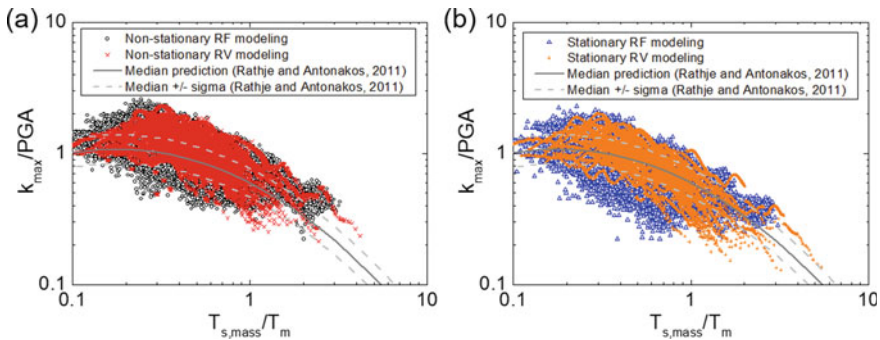 (a)
10
1
0.1
k_max/PGA
Non-stationary RF modeling
Non-stationary RV modeling
Median prediction (Rathje and Antonakos, 2011)
Median +/- sigma (Rathje and Antonakos, 2011)
0.1
1
10
T_s,mass/T_m
(b)
10
1
0.1
k_max/PGA
Stationary RF modeling
Stationary RV modeling
Median prediction (Rathje and Antonakos, 2011)
Median +/- sigma (Rathje and Antonakos, 2011)
0.1
1
10
T_s,mass/T_m